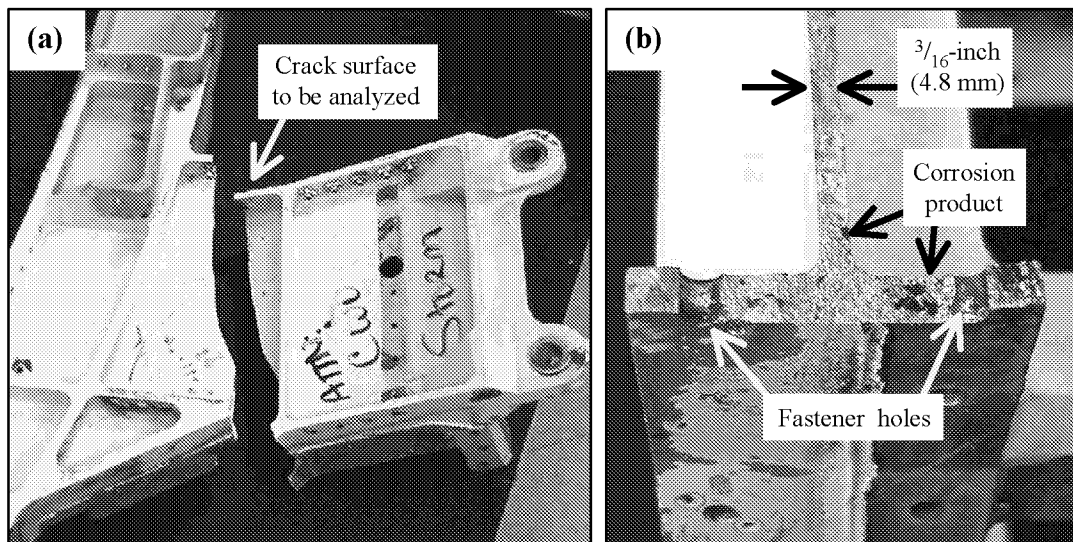 (a)
Crack surface
to be analyzed
(b)
3/16-inch
(4.8 mm)
Corrosion
product
Fastener holes